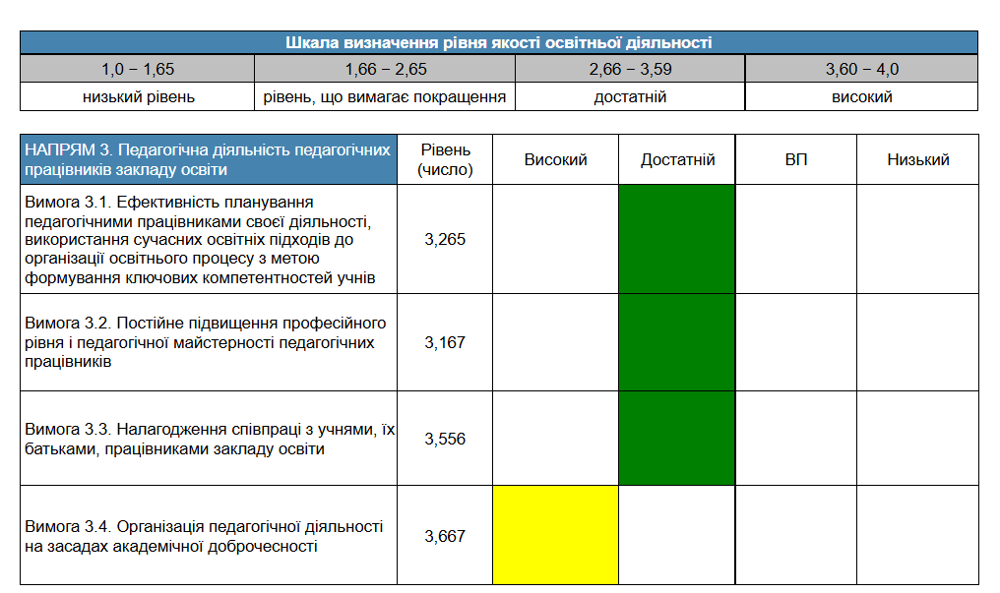 Шкала визначення рівня якості освітньої діяльності
1,0 – 1,65 1,66 – 2,65 2,66 – 3,59 3,60 – 4,0
низький рівень рівень, що вимагає покращення достатній високий
НАПРЯМ 3. Педагогічна діяльність педагогічних
працівників закладу освіти
Рівень
(число)
Високий Достатній ВП Низький
Вимога 3.1. Ефективність планування
педагогічними працівниками своєї діяльності,
використання сучасних освітніх підходів до
організації освітнього процесу з метою
формування ключових компетентностей учнів
3,265
Вимога 3.2. Постійне підвищення професійного
рівня і педагогічної майстерності педагогічних
працівників
3,167
Вимога 3.3. Налагодження співпраці з учнями, їх
батьками, працівниками закладу освіти
3,556
Вимога 3.4. Організація педагогічної діяльності
на засадах академічної доброчесності
3,667